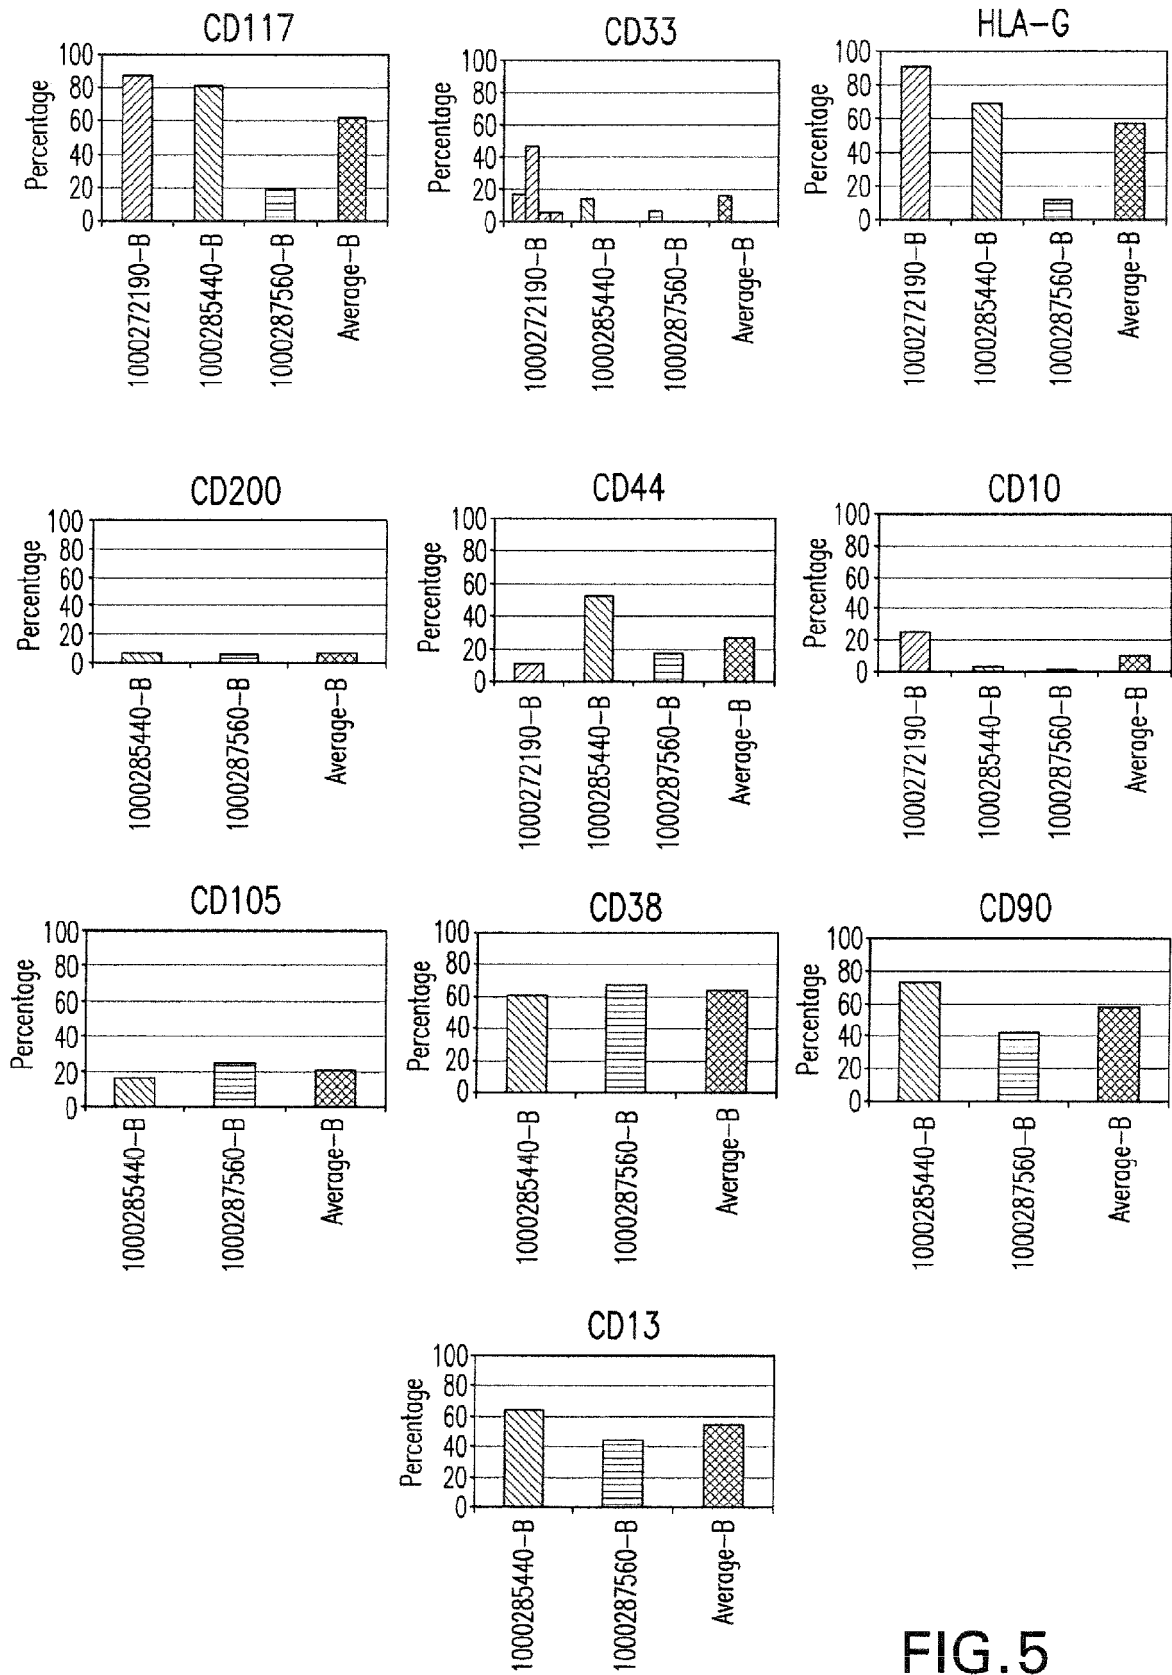 CD117
Percentage
100
80
60
40
20
0
1000272190-B
1000285440-B
1000287560-B
Average-B
CD33
Percentage
100
80
60
40
20
0
1000272190-B
1000285440-B
1000287560-B
Average-B
HLA-G
Percentage
100
80
60
40
20
0
1000272190-B
1000285440-B
1000287560-B
Average-B
CD200
Percentage
100
80
60
40
20
0
1000285440-B
1000287560-B
Average-B
CD44
Percentage
100
80
60
40
20
0
1000272190-B
1000285440-B
1000287560-B
Average-B
CD10
Percentage
100
80
60
40
20
0
1000272190-B
1000285440-B
1000287560-B
Average-B
CD105
Percentage
100
80
60
40
20
0
1000285440-B
1000287560-B
Average-B
CD38
Percentage
100
80
60
40
20
0
1000285440-B
1000287560-B
Average-B
CD90
Percentage
100
80
60
40
20
0
1000285440-B
1000287560-B
Average-B
CD13
Percentage
100
80
60
40
20
0
1000285440-B
1000287560-B
Average-B
FIG.5